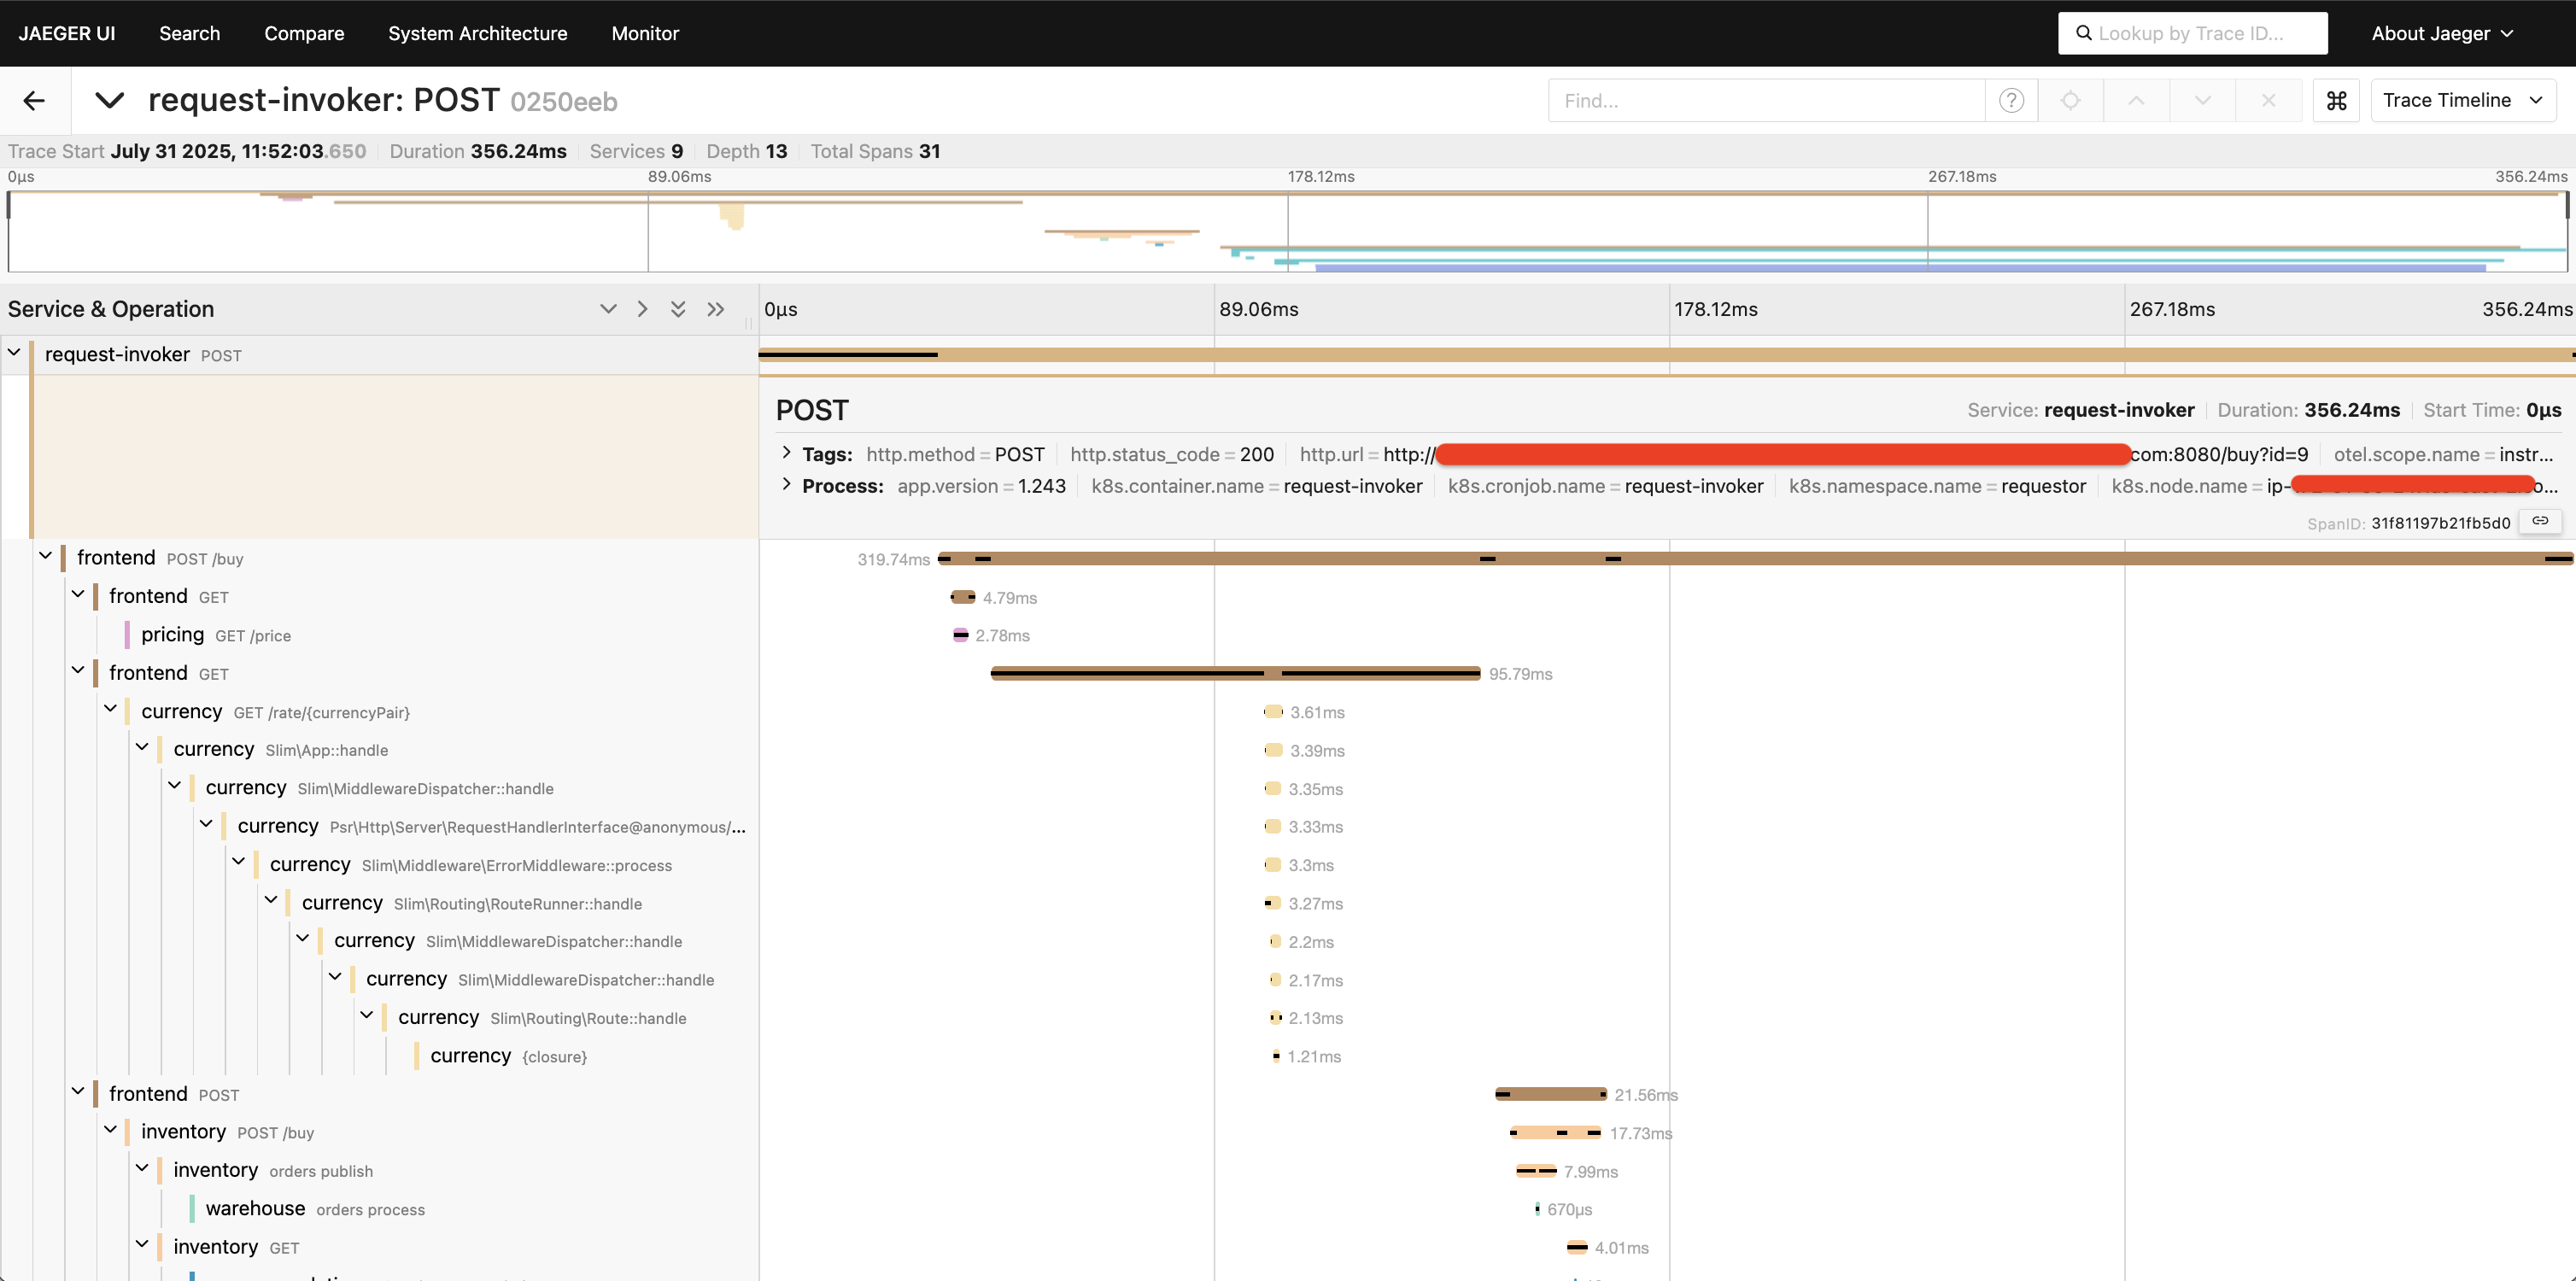 JAEGER UI Search Compare System Architecture Monitor Lookup by Trace ID... About Jaeger
request-invoker: POST 0250eeb Find... ? Trace Timeline
Trace Start July 31 2025, 11:52:03.650 Duration 356.24ms Services 9 Depth 13 Total Spans 31
0µs 89.06ms 178.12ms 267.18ms 356.24ms
Service & Operation 0µs 89.06ms 178.12ms 267.18ms 356.24ms
request-invoker POST
POST Service: request-invoker Duration: 356.24ms Start Time: 0µs
Tags: http.method = POST http.status_code = 200 http.url = http:// com:8080/buy?id=9 otel.scope.name = instr...
Process: app.version = 1.243 k8s.container.name = request-invoker k8s.cronjob.name = request-invoker k8s.namespace.name = requestor k8s.node.name = ip- o...
SpanID: 31f81197b21fb5d0
frontend POST /buy 319.74ms
frontend GET 4.79ms
pricing GET /price 2.78ms
frontend GET 95.79ms
currency GET /rate/{currencyPair} 3.61ms
currency Slim\App::handle 3.39ms
currency Slim\MiddlewareDispatcher::handle 3.35ms
currency Psr\Http\Server\RequestHandlerInterface@anonymous/... 3.33ms
currency Slim\Middleware\ErrorMiddleware::process 3.3ms
currency Slim\Routing\RouteRunner::handle 3.27ms
currency Slim\MiddlewareDispatcher::handle 2.2ms
currency Slim\MiddlewareDispatcher::handle 2.17ms
currency Slim\Routing\Route::handle 2.13ms
currency {closure} 1.21ms
frontend POST 21.56ms
inventory POST /buy 17.73ms
inventory orders publish 7.99ms
warehouse orders process 670µs
inventory GET 4.01ms